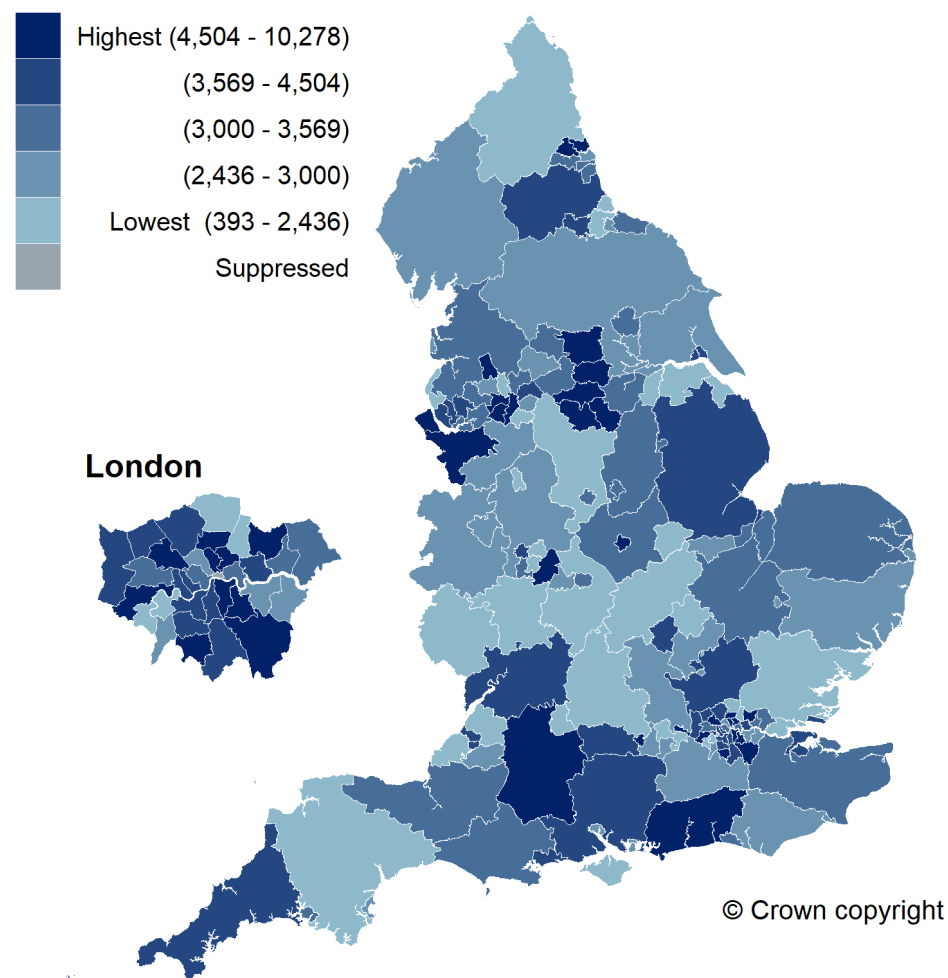 Highest (4,504 - 10,278)
(3,569 - 4,504)
(3,000 - 3,569)
(2,436 - 3,000)
Lowest (393 - 2,436)
Suppressed
London
© Crown copyright